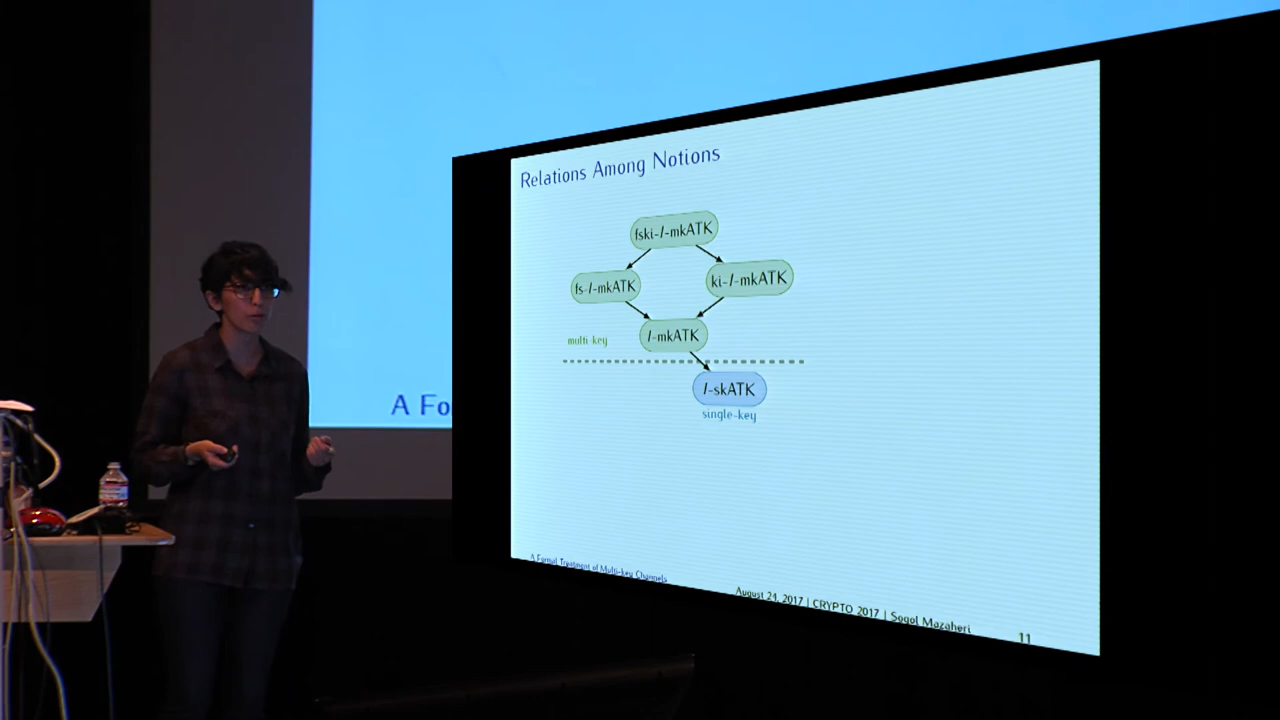 Relations Among Notions
fski-l-mkATK
fs-l-mkATK
ki-l-mkATK
l-mkATK
multi-key
l-skATK
single-key
A Fo
A Formal Treatment of Multi-key Channels
August 24, 2017 | CRYPTO 2017 | Sogol Mazaheri
11